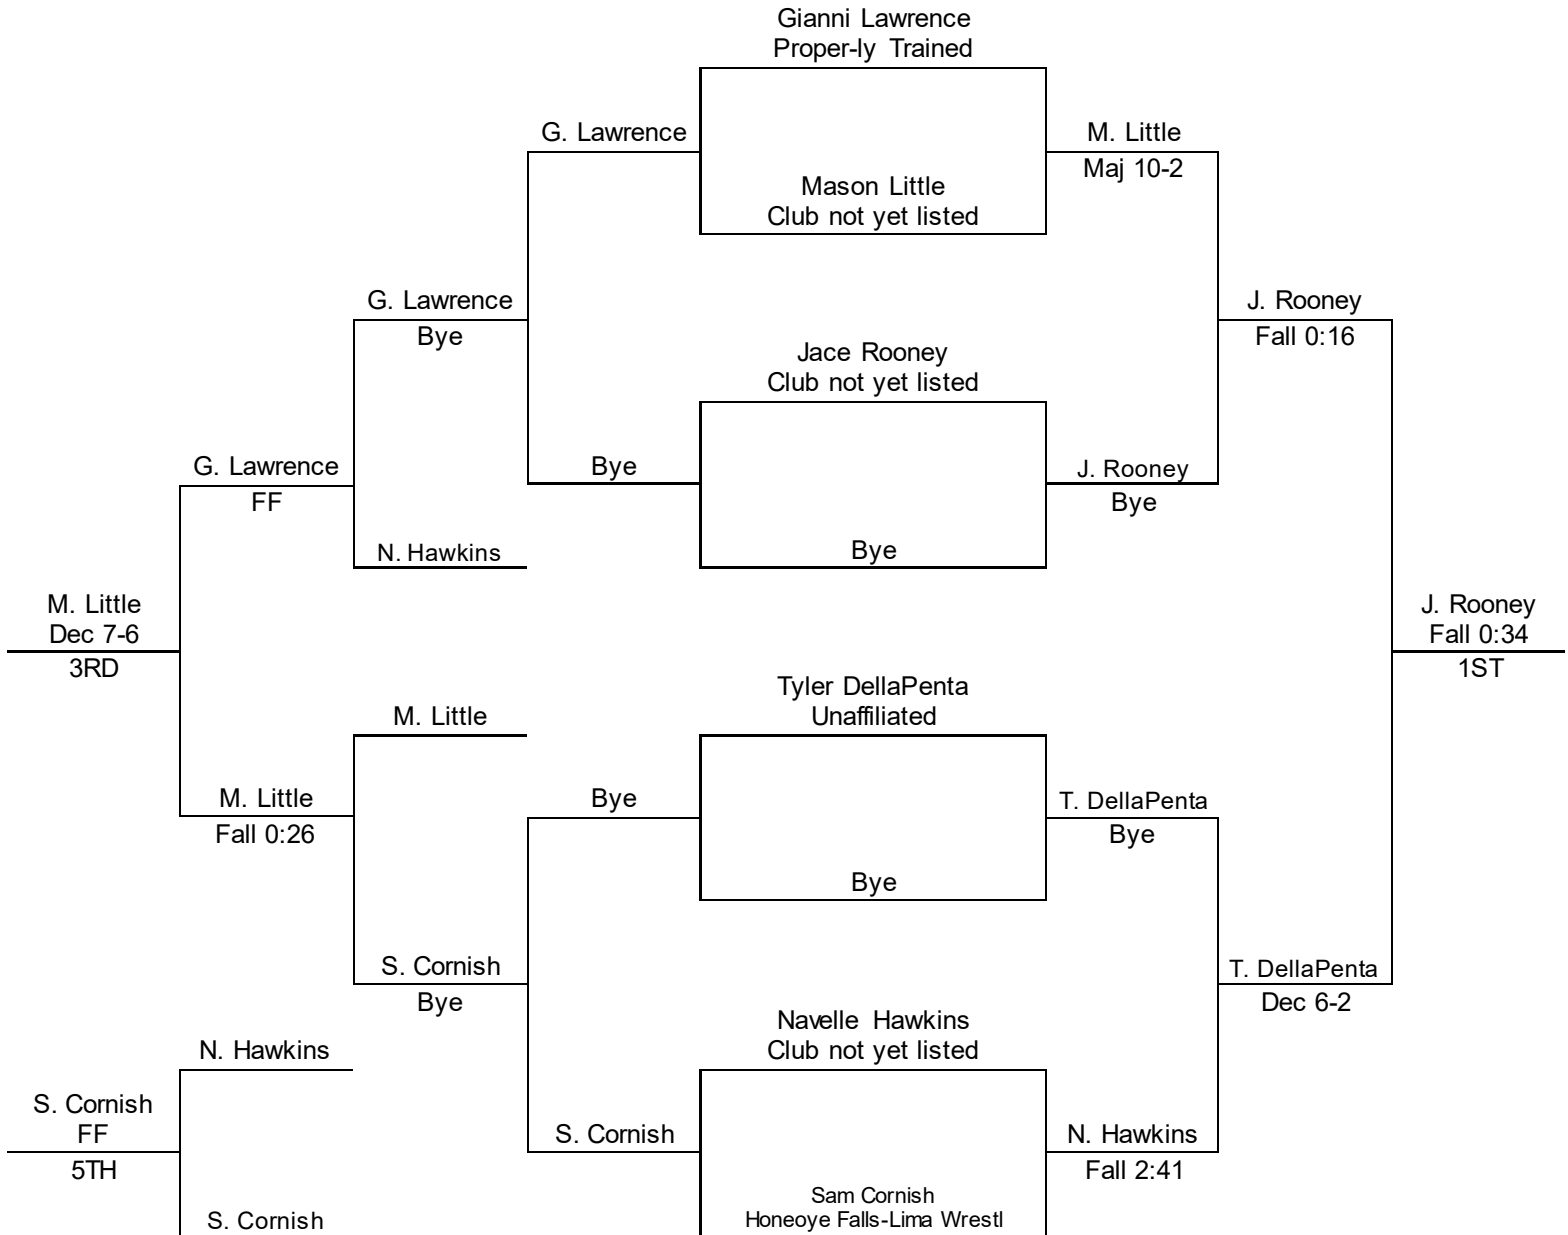 Gianni Lawrence
Proper-ly Trained
G. Lawrence
M. Little
Maj 10-2
Mason Little
Club not yet listed
G. Lawrence
Bye
J. Rooney
Fall 0:16
Jace Rooney
Club not yet listed
G. Lawrence
FF
Bye
J. Rooney
Bye
N. Hawkins
Bye
M. Little
Dec 7-6
3RD
J. Rooney
Fall 0:34
1ST
Tyler DellaPenta
Unaffiliated
M. Little
M. Little
Fall 0:26
Bye
T. DellaPenta
Bye
Bye
S. Cornish
Bye
T. DellaPenta
Dec 6-2
Navelle Hawkins
Club not yet listed
N. Hawkins
S. Cornish
FF
5TH
S. Cornish
N. Hawkins
Fall 2:41
S. Cornish
Sam Cornish
Honeoye Falls-Lima Wrestl